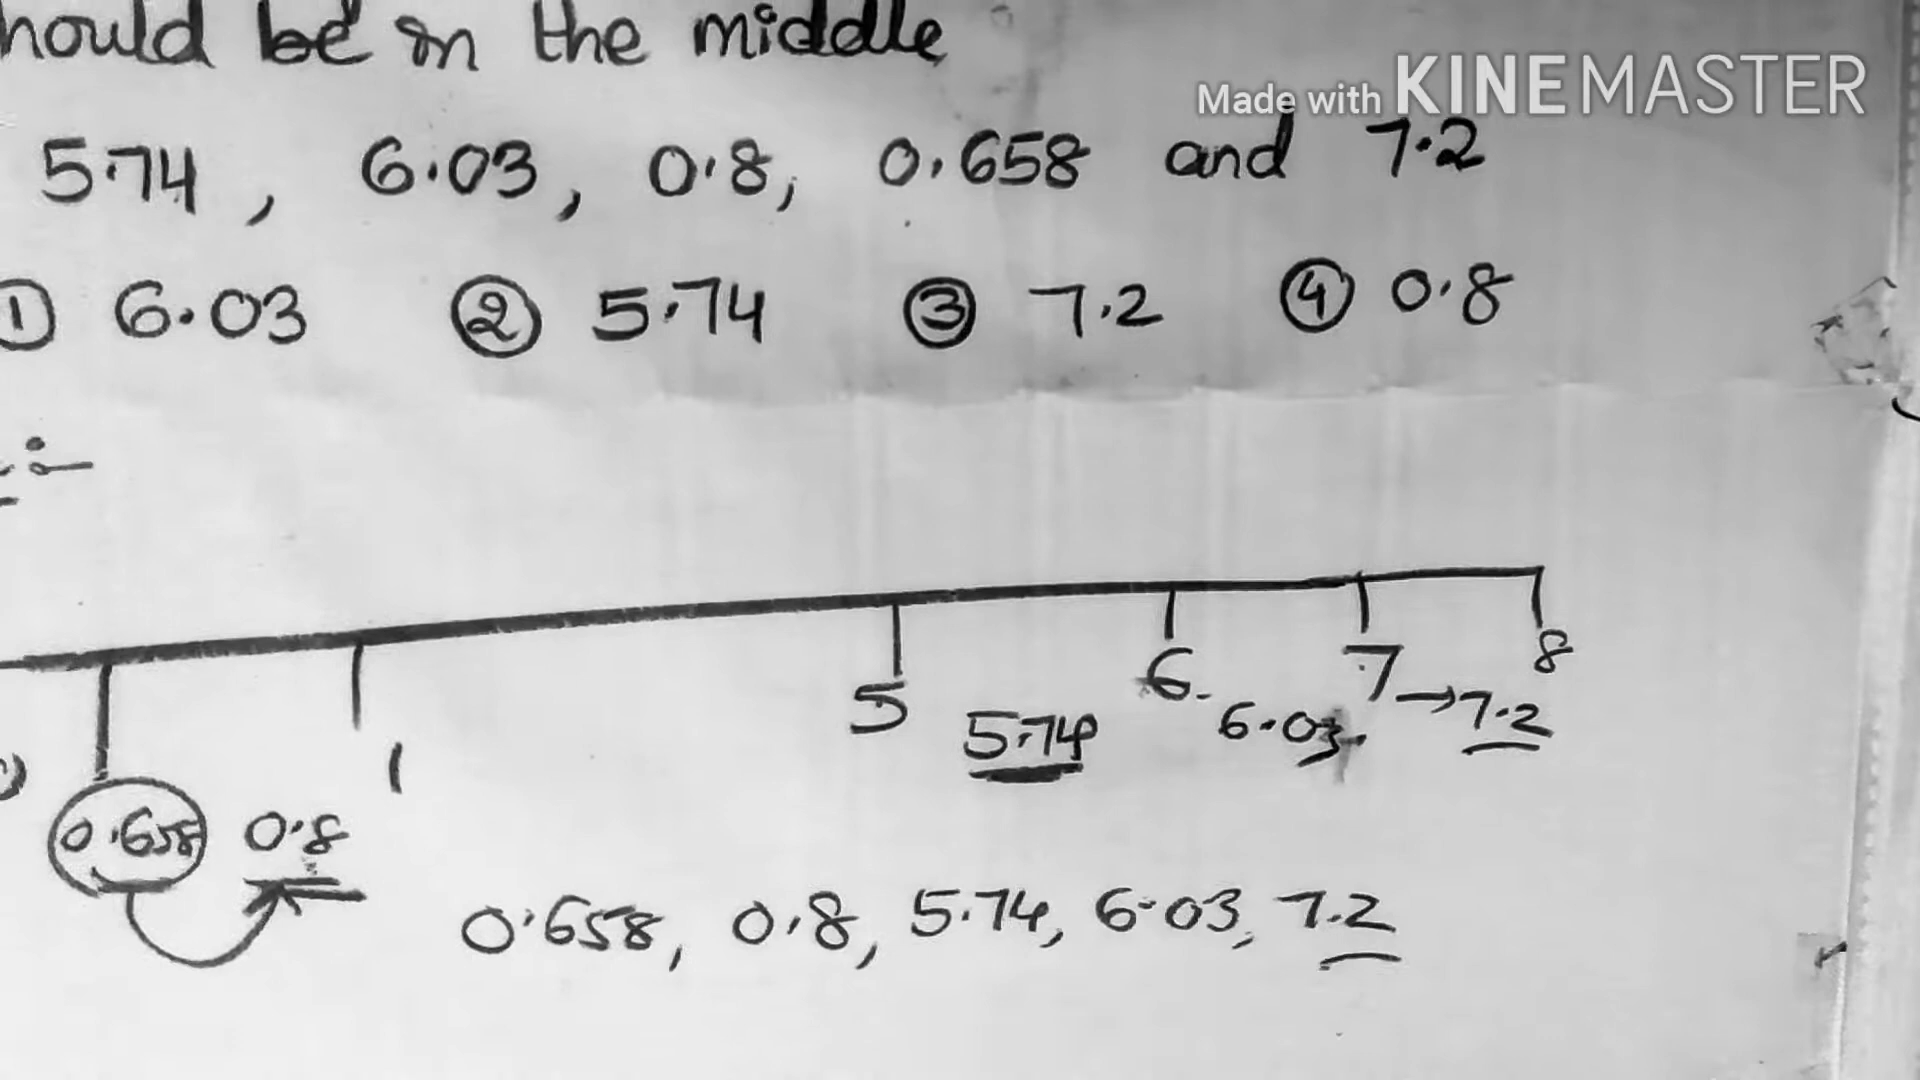 hould be in the middle
Made with KINEMASTER
5.74, 6.03, 0.8, 0.658 and 7.2
① 6.03 ② 5.74 ③ 7.2 ④ 0.8
5 6 7 8
5.74 6.03 → 7.2
1
0.658 0.8
0.658, 0.8, 5.74, 6.03, 7.2